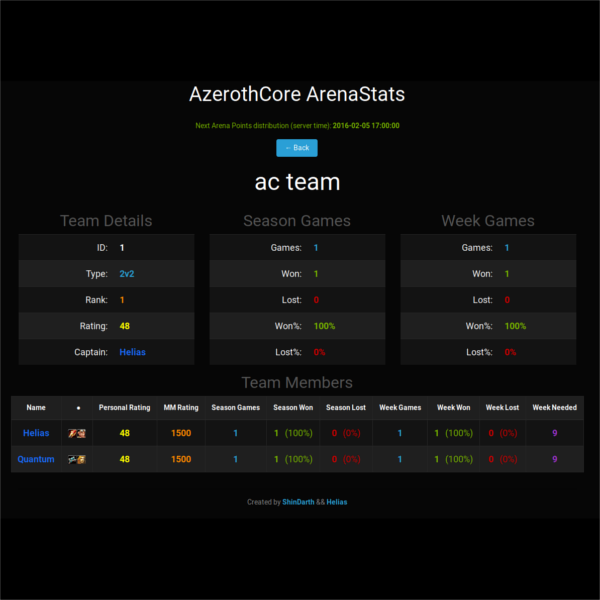 AzerothCore ArenaStats
Next Arena Points distribution (server time): 2016-02-05 17:00:00
← Back
ac team
Team Details
ID: 1
Type: 2v2
Rank: 1
Rating: 48
Captain: Helias
Season Games
Games: 1
Won: 1
Lost: 0
Won%: 100%
Lost%: 0%
Week Games
Games: 1
Won: 1
Lost: 0
Won%: 100%
Lost%: 0%
Team Members
Name • Personal Rating MM Rating Season Games Season Won Season Lost Week Games Week Won Week Lost Week Needed
Helias 48 1500 1 1 (100%) 0 (0%) 1 1 (100%) 0 (0%) 9
Quantum 48 1500 1 1 (100%) 0 (0%) 1 1 (100%) 0 (0%) 9
Created by ShinDarth && Helias